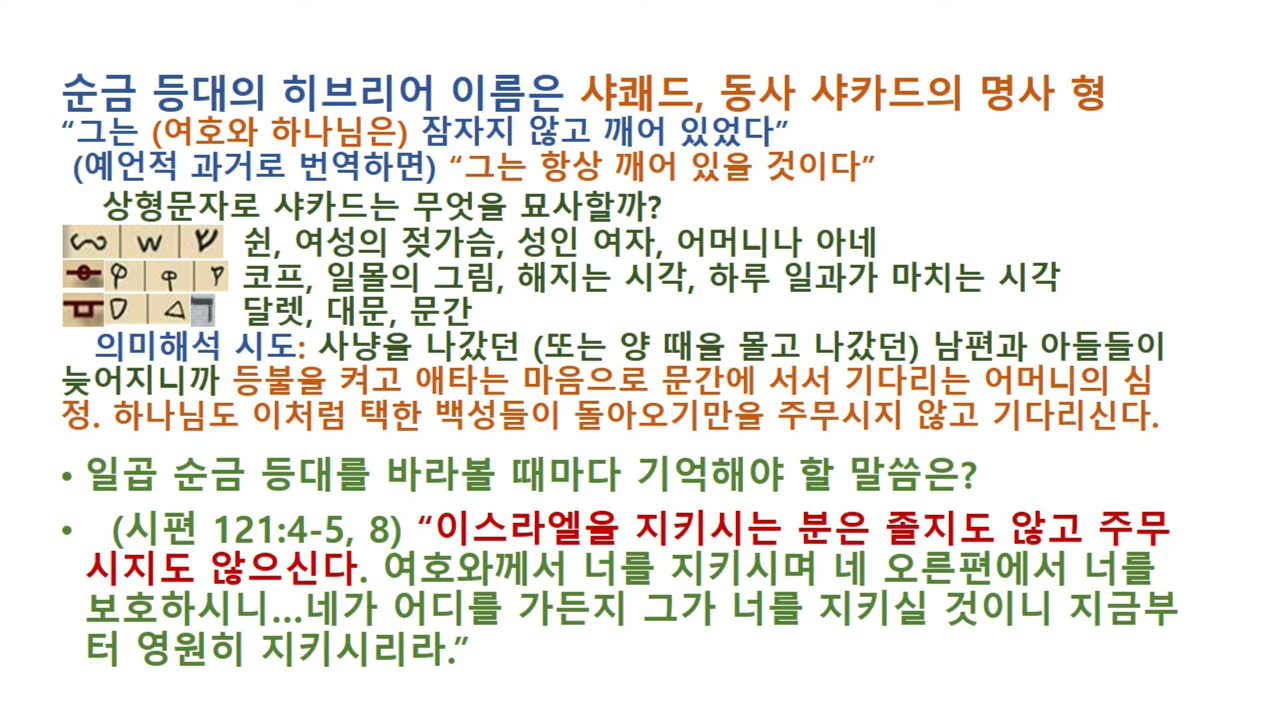 순금 등대의 히브리어 이름은 샤쾌드, 동사 샤카드의 명사 형
“그는 (여호와 하나님은) 잠자지 않고 깨어 있었다”
(예언적 과거로 번역하면) “그는 항상 깨어 있을 것이다”
상형문자로 샤카드는 무엇을 묘사할까?
쉰, 여성의 젖가슴, 성인 여자, 어머니나 아네
코프, 일몰의 그림, 해지는 시각, 하루 일과가 마치는 시각
달렛, 대문, 문간
의미해석 시도: 사냥을 나갔던 (또는 양 때을 몰고 나갔던) 남편과 아들들이
늦어지니까 등불을 켜고 애타는 마음으로 문간에 서서 기다리는 어머니의 심
정. 하나님도 이처럼 택한 백성들이 돌아오기만을 주무시지 않고 기다리신다.
• 일곱 순금 등대를 바라볼 때마다 기억해야 할 말씀은?
• (시편 121:4-5, 8) “이스라엘을 지키시는 분은 졸지도 않고 주무
시지도 않으신다. 여호와께서 너를 지키시며 네 오른편에서 너를
보호하시니...네가 어디를 가든지 그가 너를 지키실 것이니 지금부
터 영원히 지키시리라.”